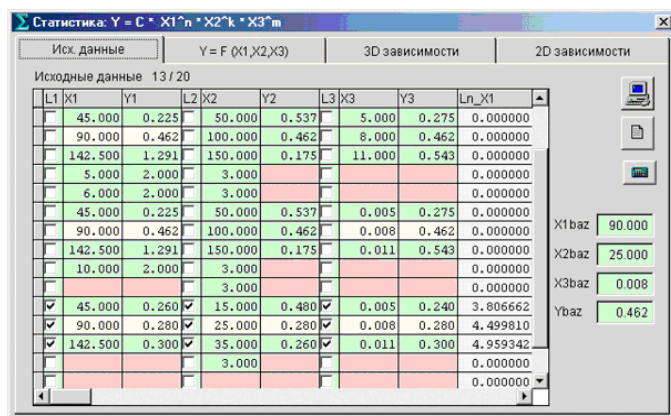 Статистика: Y = C * X1^n * X2^k * X3^m
Исх. данные Y = F (X1,X2,X3) 3D зависимости 2D зависимости
Исходные данные 13 / 20
L1 X1 Y1 L2 X2 Y2 L3 X3 Y3 Ln_X1
45.000 0.225 50.000 0.537 5.000 0.275 0.000000
90.000 0.462 100.000 0.462 8.000 0.462 0.000000
142.500 1.291 150.000 0.175 11.000 0.543 0.000000
5.000 2.000 3.000 0.000000
6.000 2.000 3.000 0.000000
45.000 0.225 50.000 0.537 0.005 0.275 0.000000
90.000 0.462 100.000 0.462 0.008 0.462 0.000000
142.500 1.291 150.000 0.175 0.011 0.543 0.000000
10.000 2.000 3.000 0.000000
3.000 0.000000
45.000 0.260 15.000 0.480 0.005 0.240 3.806662
90.000 0.280 25.000 0.280 0.008 0.280 4.499810
142.500 0.300 35.000 0.260 0.011 0.300 4.959342
3.000 0.000000
0.000000
X1baz 90.000
X2baz 25.000
X3baz 0.008
Ybaz 0.462